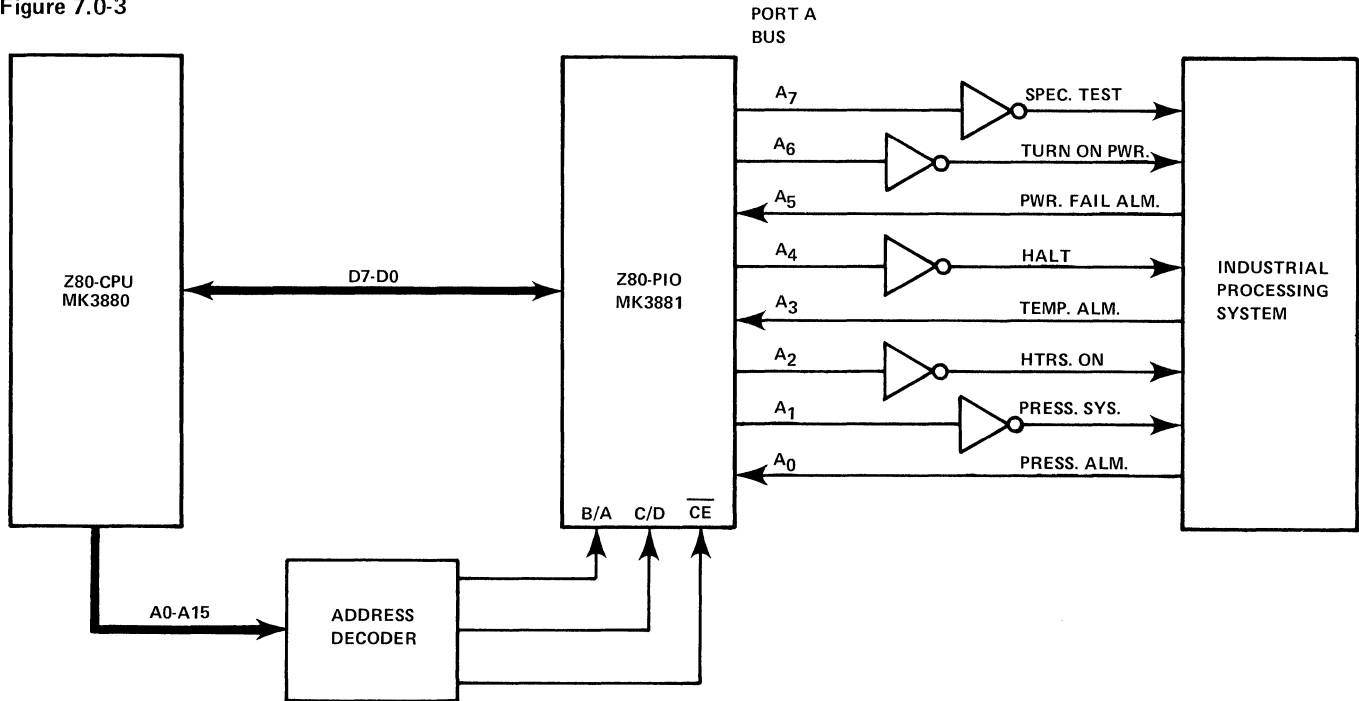 Figure 7.0-3
PORT A
BUS
Z80-CPU
MK3880
D7-D0
Z80-PIO
MK3881
A7
SPEC. TEST
A6
TURN ON PWR.
A5
PWR. FAIL ALM.
A4
HALT
A3
TEMP. ALM.
A2
HTRS. ON
A1
PRESS. SYS.
A0
PRESS. ALM.
INDUSTRIAL
PROCESSING
SYSTEM
B/A C/D CE
A0-A15
ADDRESS
DECODER